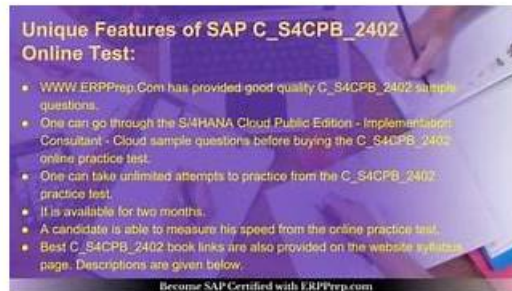 Unique Features of SAP C_S4CPB_2402
Online Test:
● WWW.ERPPrep.Com has provided good quality C_S4CPB_2402 sample
questions.
● One can go through the S/4HANA Cloud Public Edition - Implementation
Consultant - Cloud sample questions before buying the C_S4CPB_2402
online practice test.
● One can take unlimited attempts to practice from the C_S4CPB_2402
practice test.
● It is available for two months.
● A candidate is able to measure his speed from the online practice test.
● Best C_S4CPB_2402 book links are also provided on the website syllabus
page. Descriptions are given below.
Become SAP Certified with ERPPrep.com